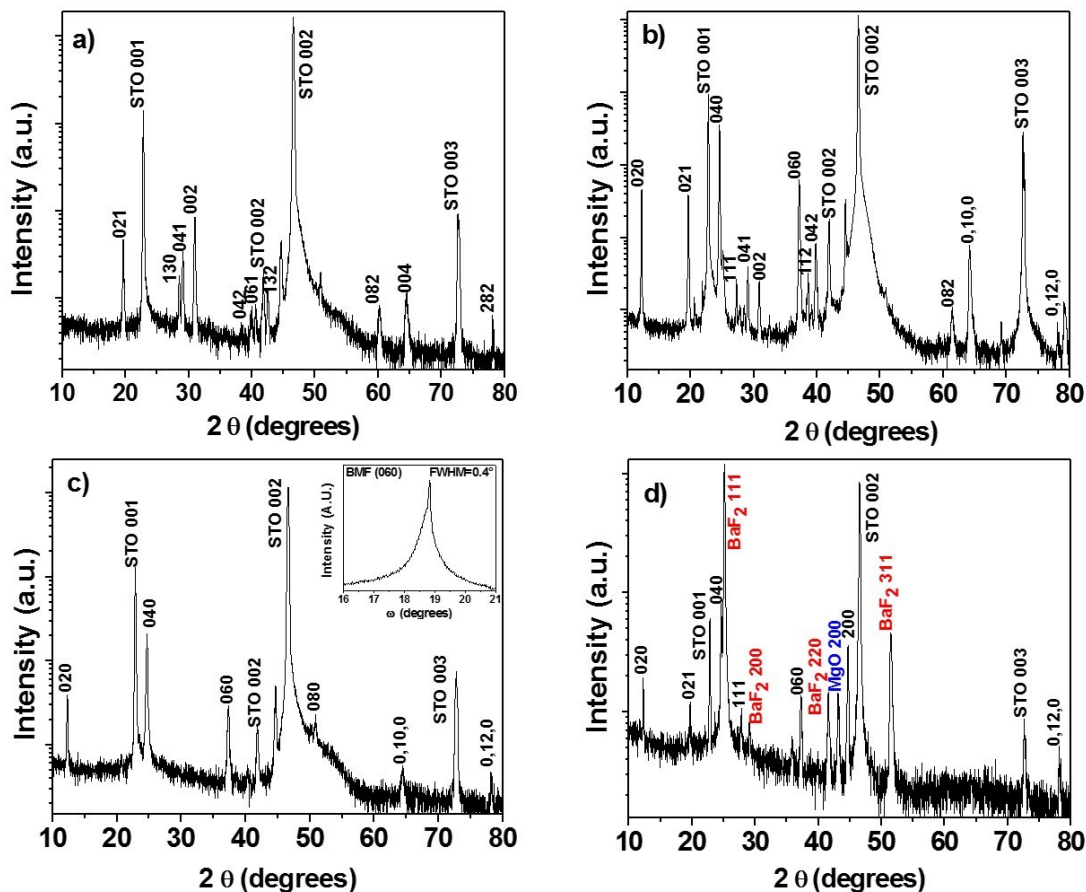 a)
Intensity (a.u.)
021
STO 001
130
041
002
042
061
STO 002
132
STO 002
082
004
STO 003
282
10 20 30 40 50 60 70 80
2 θ (degrees)
b)
Intensity (a.u.)
020
021
STO 001
040
111
041
002
060
112
042
STO 002
STO 002
082
0,10,0
STO 003
0,12,0
10 20 30 40 50 60 70 80
2 θ (degrees)
c)
Intensity (a.u.)
020
STO 001
040
060
STO 002
STO 002
080
0,10,0
STO 003
0,12,0
BMF (060) FWHM=0.4°
Intensity (A.U.)
16 17 18 19 20 21
ω (degrees)
10 20 30 40 50 60 70 80
2 θ (degrees)
d)
Intensity (a.u.)
020
021
STO 001
040
BaF2 111
111
BaF2 200
060
BaF2 220
MgO 200
200
STO 002
BaF2 311
STO 003
0,12,0
10 20 30 40 50 60 70 80
2 θ (degrees)